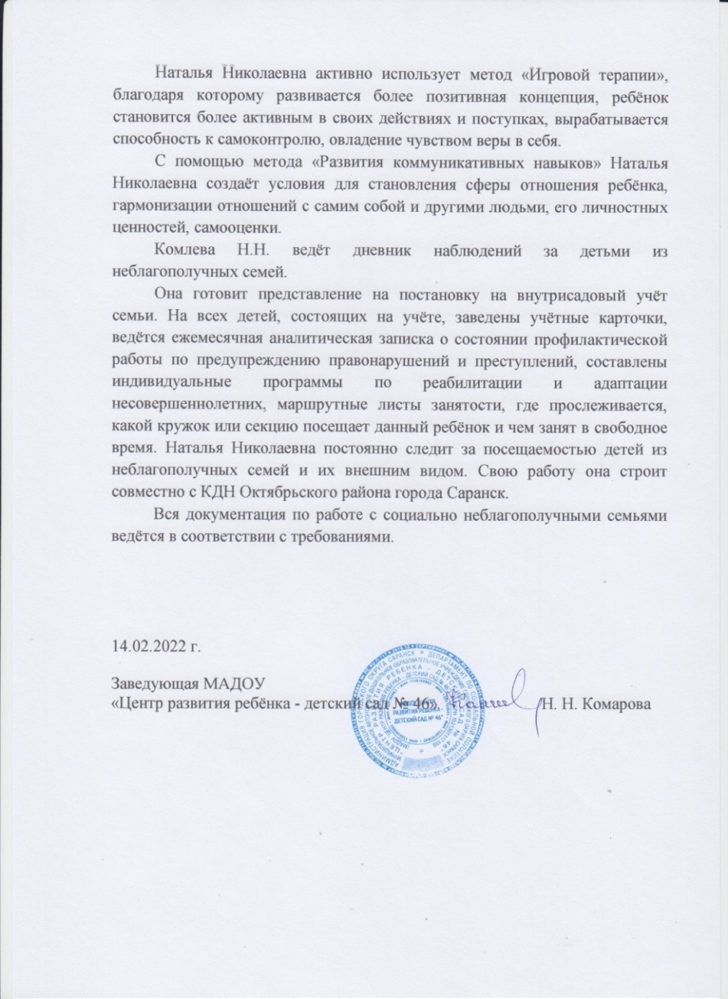 Наталья Николаевна активно использует метод «Игровой терапии»,
благодаря которому развивается более позитивная концепция, ребёнок
становится более активным в своих действиях и поступках, вырабатывается
способность к самоконтролю, овладение чувством веры в себя.
С помощью метода «Развития коммуникативных навыков» Наталья
Николаевна создаёт условия для становления сферы отношения ребёнка,
гармонизации отношений с самим собой и другими людьми, его личностных
ценностей, самооценки.
Комлева Н.Н. ведёт дневник наблюдений за детьми из
неблагополучных семей.
Она готовит представление на постановку на внутрисадовый учёт
семьи. На всех детей, состоящих на учёте, заведены учётные карточки,
ведётся ежемесячная аналитическая записка о состоянии профилактической
работы по предупреждению правонарушений и преступлений, составлены
индивидуальные программы по реабилитации и адаптации
несовершеннолетних, маршрутные листы занятости, где прослеживается,
какой кружок или секцию посещает данный ребёнок и чем занят в свободное
время. Наталья Николаевна постоянно следит за посещаемостью детей из
неблагополучных семей и их внешним видом. Свою работу она строит
совместно с КДН Октябрьского района города Саранск.
Вся документация по работе с социально неблагополучными семьями
ведётся в соответствии с требованиями.
14.02.2022 г.
Заведующая МАДОУ
«Центр развития ребёнка - детский сад № 46» Н. Н. Комарова
РАЗВИТИЯ РЕБЕНКА -
ДЕТСКИЙ САД № 46"